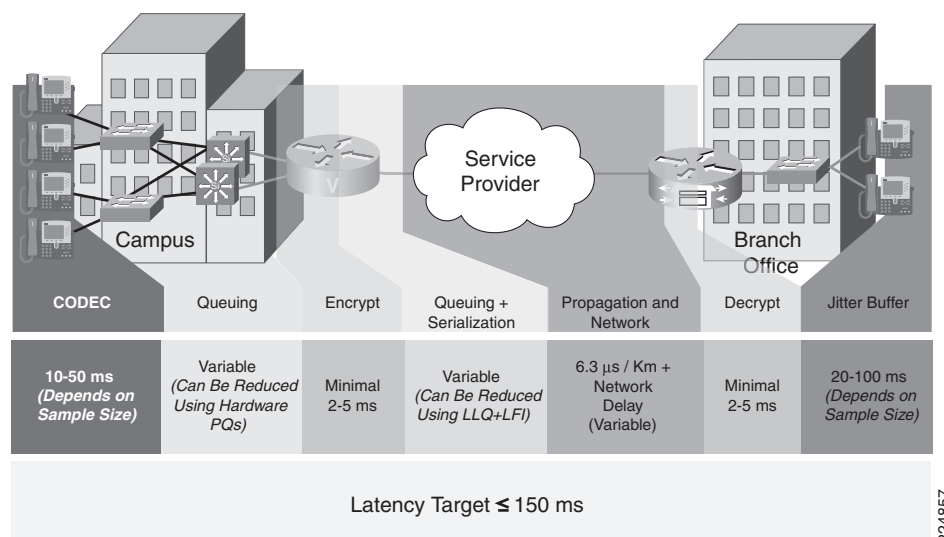 Campus
V
Si
Si
Service
Provider
Branch
Office
CODEC
Queuing
Encrypt
Queuing +
Serialization
Propagation and
Network
Decrypt
Jitter Buffer
10-50 ms
(Depends on
Sample Size)
Variable
(Can Be Reduced
Using Hardware
PQs)
Minimal
2-5 ms
Variable
(Can Be Reduced
Using LLQ+LFI)
6.3 μs / Km +
Network
Delay
(Variable)
Minimal
2-5 ms
20-100 ms
(Depends on
Sample Size)
Latency Target ≤ 150 ms